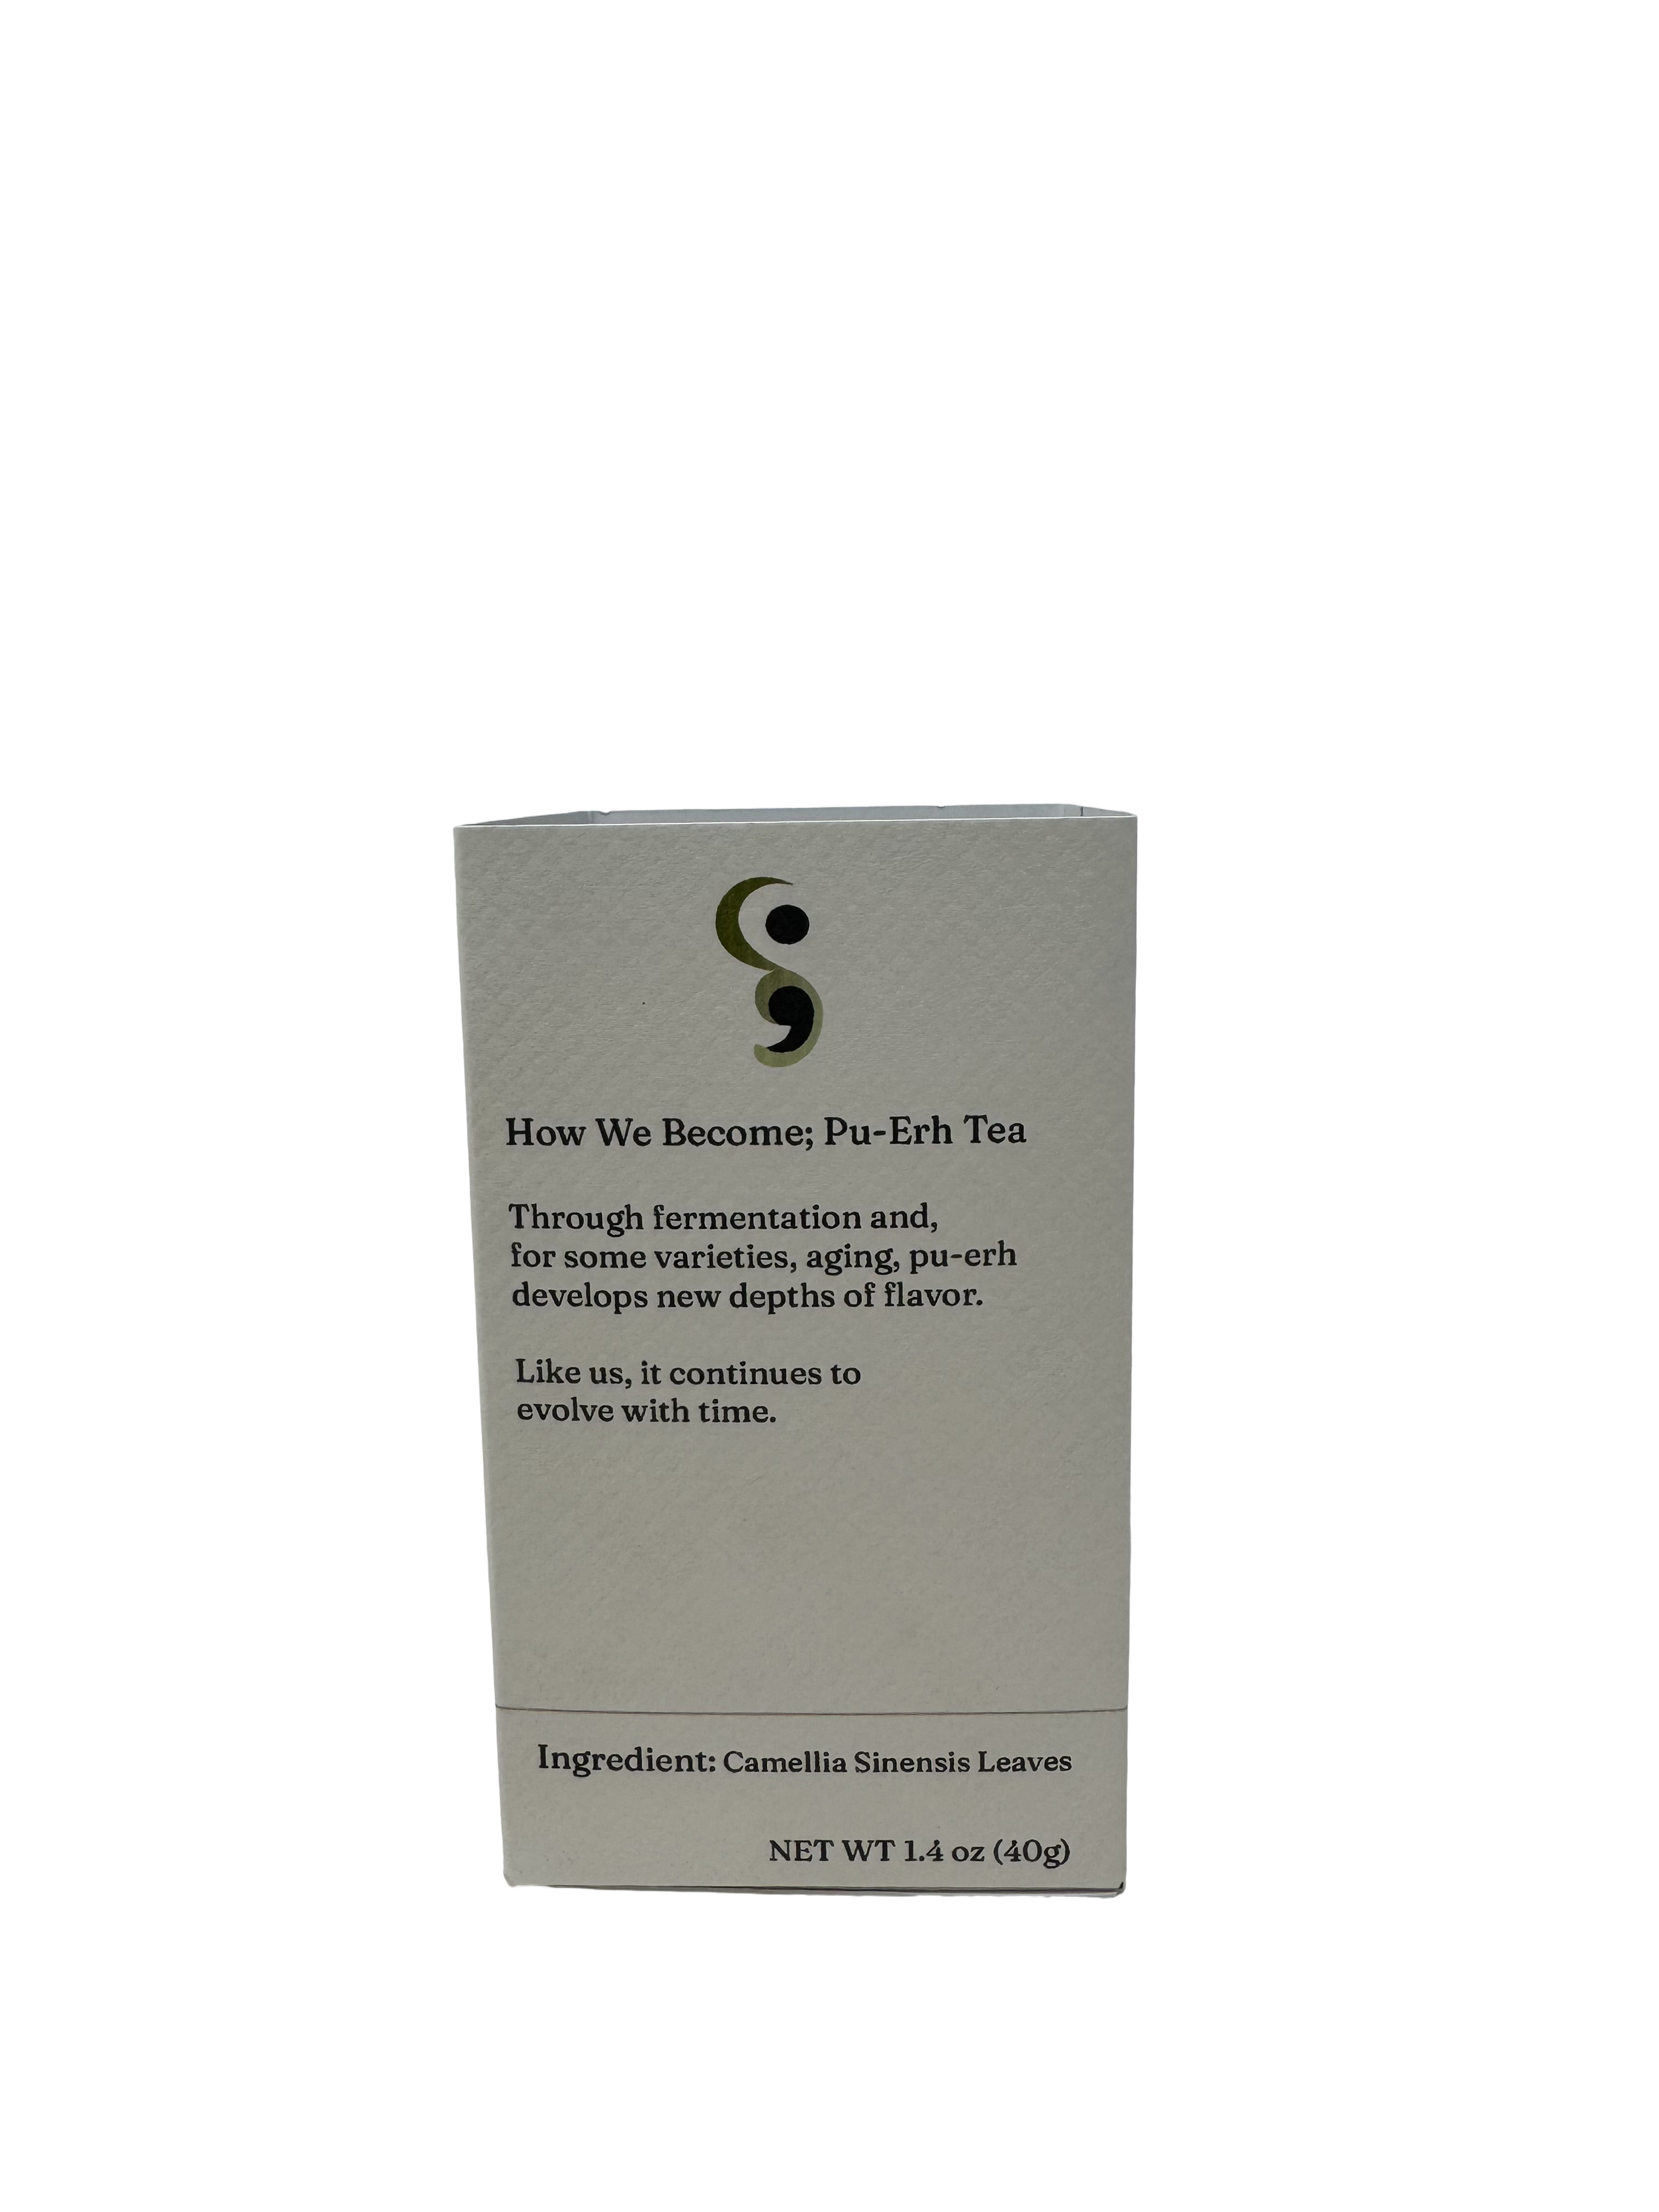 How We Become; Pu-Erh Tea
Through fermentation and,
for some varieties, aging, pu-erh
develops new depths of flavor.
Like us, it continues to
evolve with time.
Ingredient: Camellia Sinensis Leaves
NET WT 1.4 oz (40g)